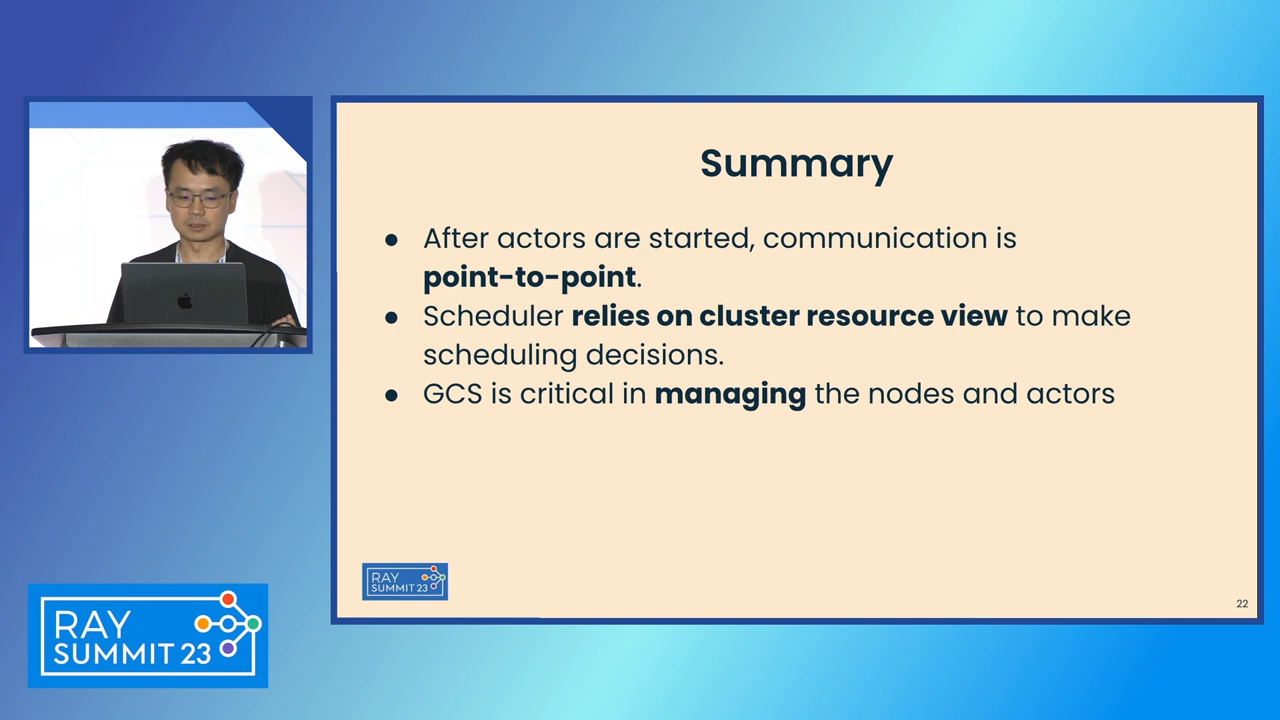 Summary
● After actors are started, communication is
point-to-point.
● Scheduler relies on cluster resource view to make
scheduling decisions.
● GCS is critical in managing the nodes and actors
RAY
SUMMIT 23
22
RAY
SUMMIT 23